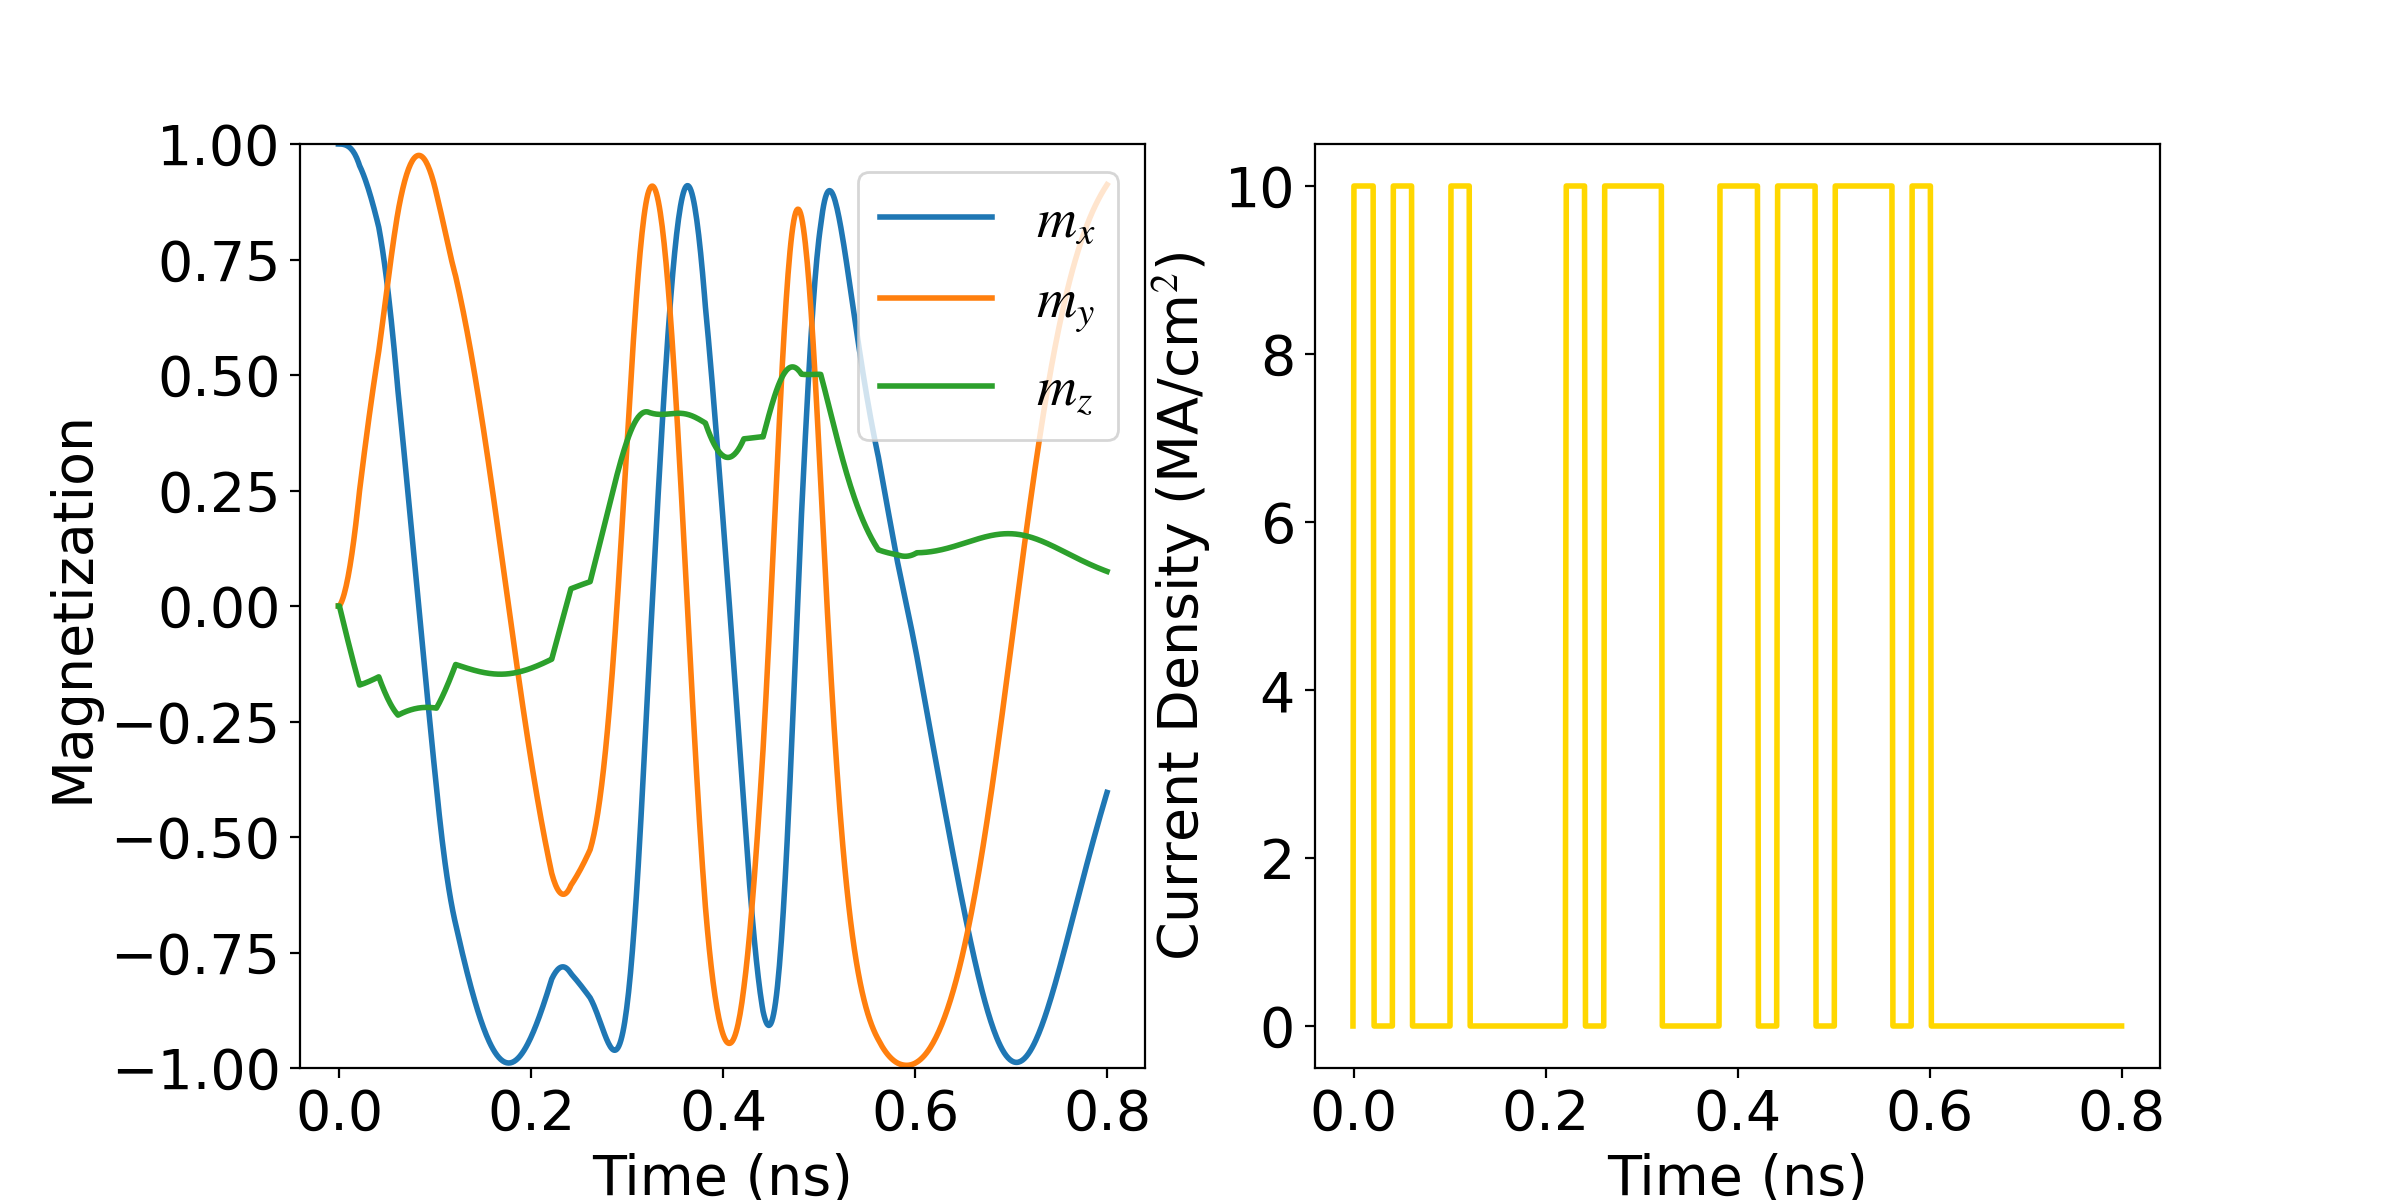 1.00
0.75
0.50
0.25
0.00
−0.25
−0.50
−0.75
−1.00
Magnetization
0.0 0.2 0.4 0.6 0.8
Time (ns)
m_x
m_y
m_z
10
8
6
4
2
0
Current Density (MA/cm²)
0.0 0.2 0.4 0.6 0.8
Time (ns)